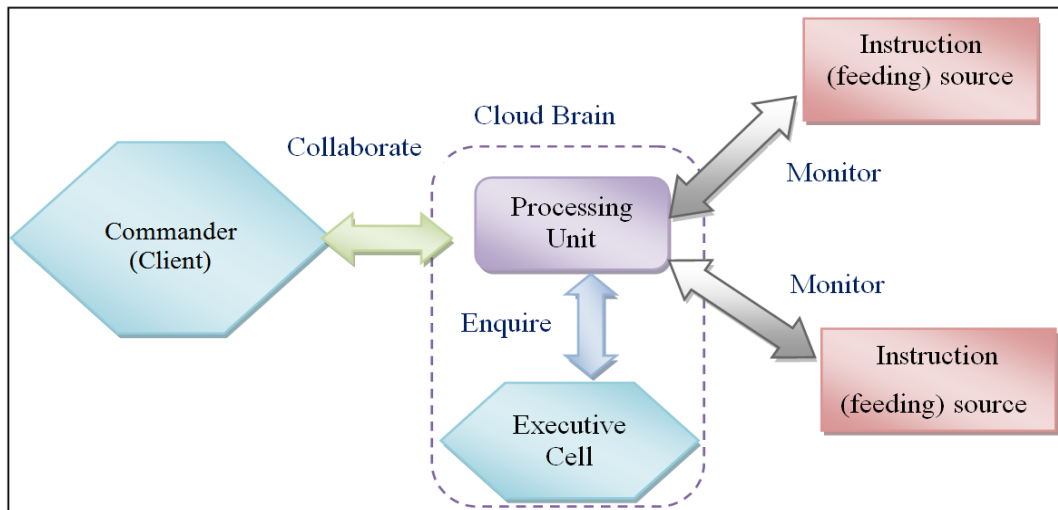 Instruction
(feeding) source
Cloud Brain
Collaborate
Monitor
Processing
Unit
Commander
(Client)
Monitor
Enquire
Instruction
(feeding) source
Executive
Cell